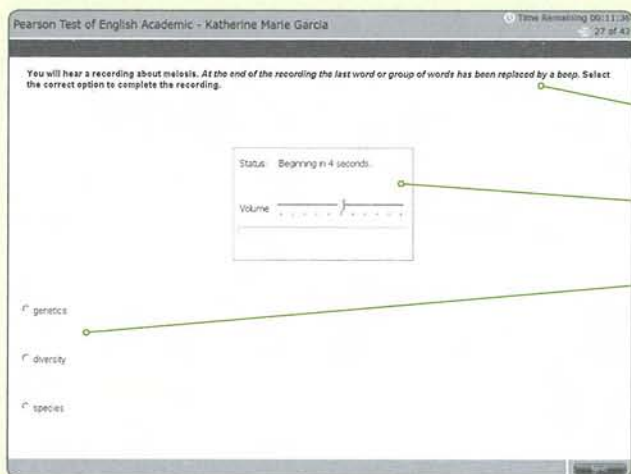 Pearson Test of English Academic - Katherine Marie Garcia
Time Remaining 00:11:36
27 of 43
You will hear a recording about meiosis. At the end of the recording the last word or group of words has been replaced by a beep. Select
the correct option to complete the recording.
Status: Beginning in 4 seconds.
Volume
genetics
diversity
species